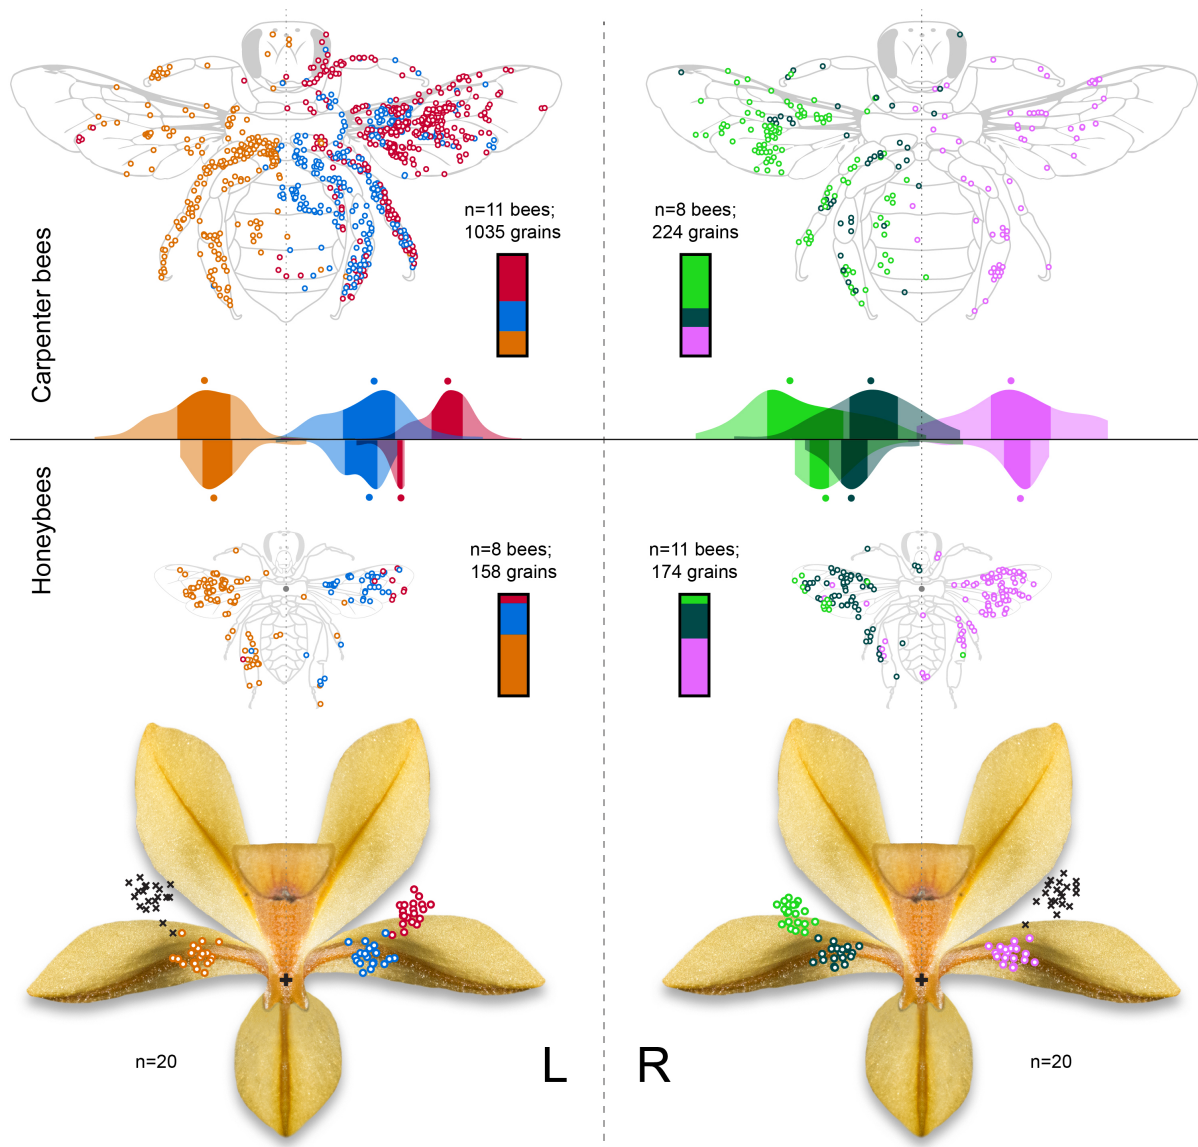 Carpenter bees
n=11 bees;
1035 grains
n=8 bees;
224 grains
Honeybees
n=8 bees;
158 grains
n=11 bees;
174 grains
n=20
L
R
n=20